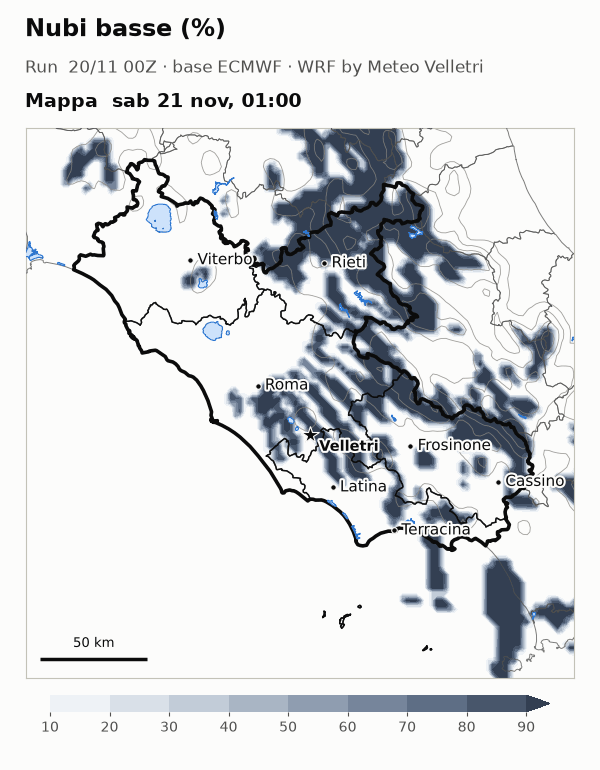 Nubi basse (%)
Run  20/11 00Z · base ECMWF · WRF by Meteo Velletri
Mappa  sab 21 nov, 01:00
Viterbo
Rieti
Roma
Velletri
Frosinone
Latina
Cassino
Terracina
50 km
10 20 30 40 50 60 70 80 90